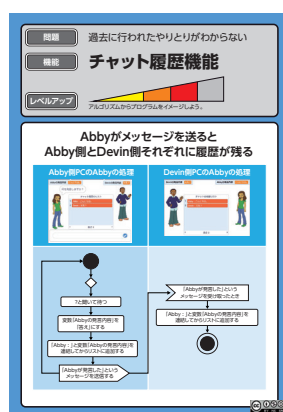 問題
過去に行われたやりとりがわからない
機能
チャット履歴機能
レベルアップ
アルゴリズムからプログラムをイメージしよう。
Abbyがメッセージを送ると
Abby側とDevin側それぞれに履歴が残る
Abby側PCのAbbyの処理
Devin側PCのAbbyの処理
?と聞いて待つ
変数「Abbyの発言内容」を
「答え」にする
「Abby：」と変数「Abbyの発言内容」を
連結してからリストに追加する
「Abbyが発言した」という
メッセージを送信する
「Abbyが発言した」という
メッセージを受け取ったとき
「Abby：」と変数「Abbyの発言内容」を
連結してからリストに追加する